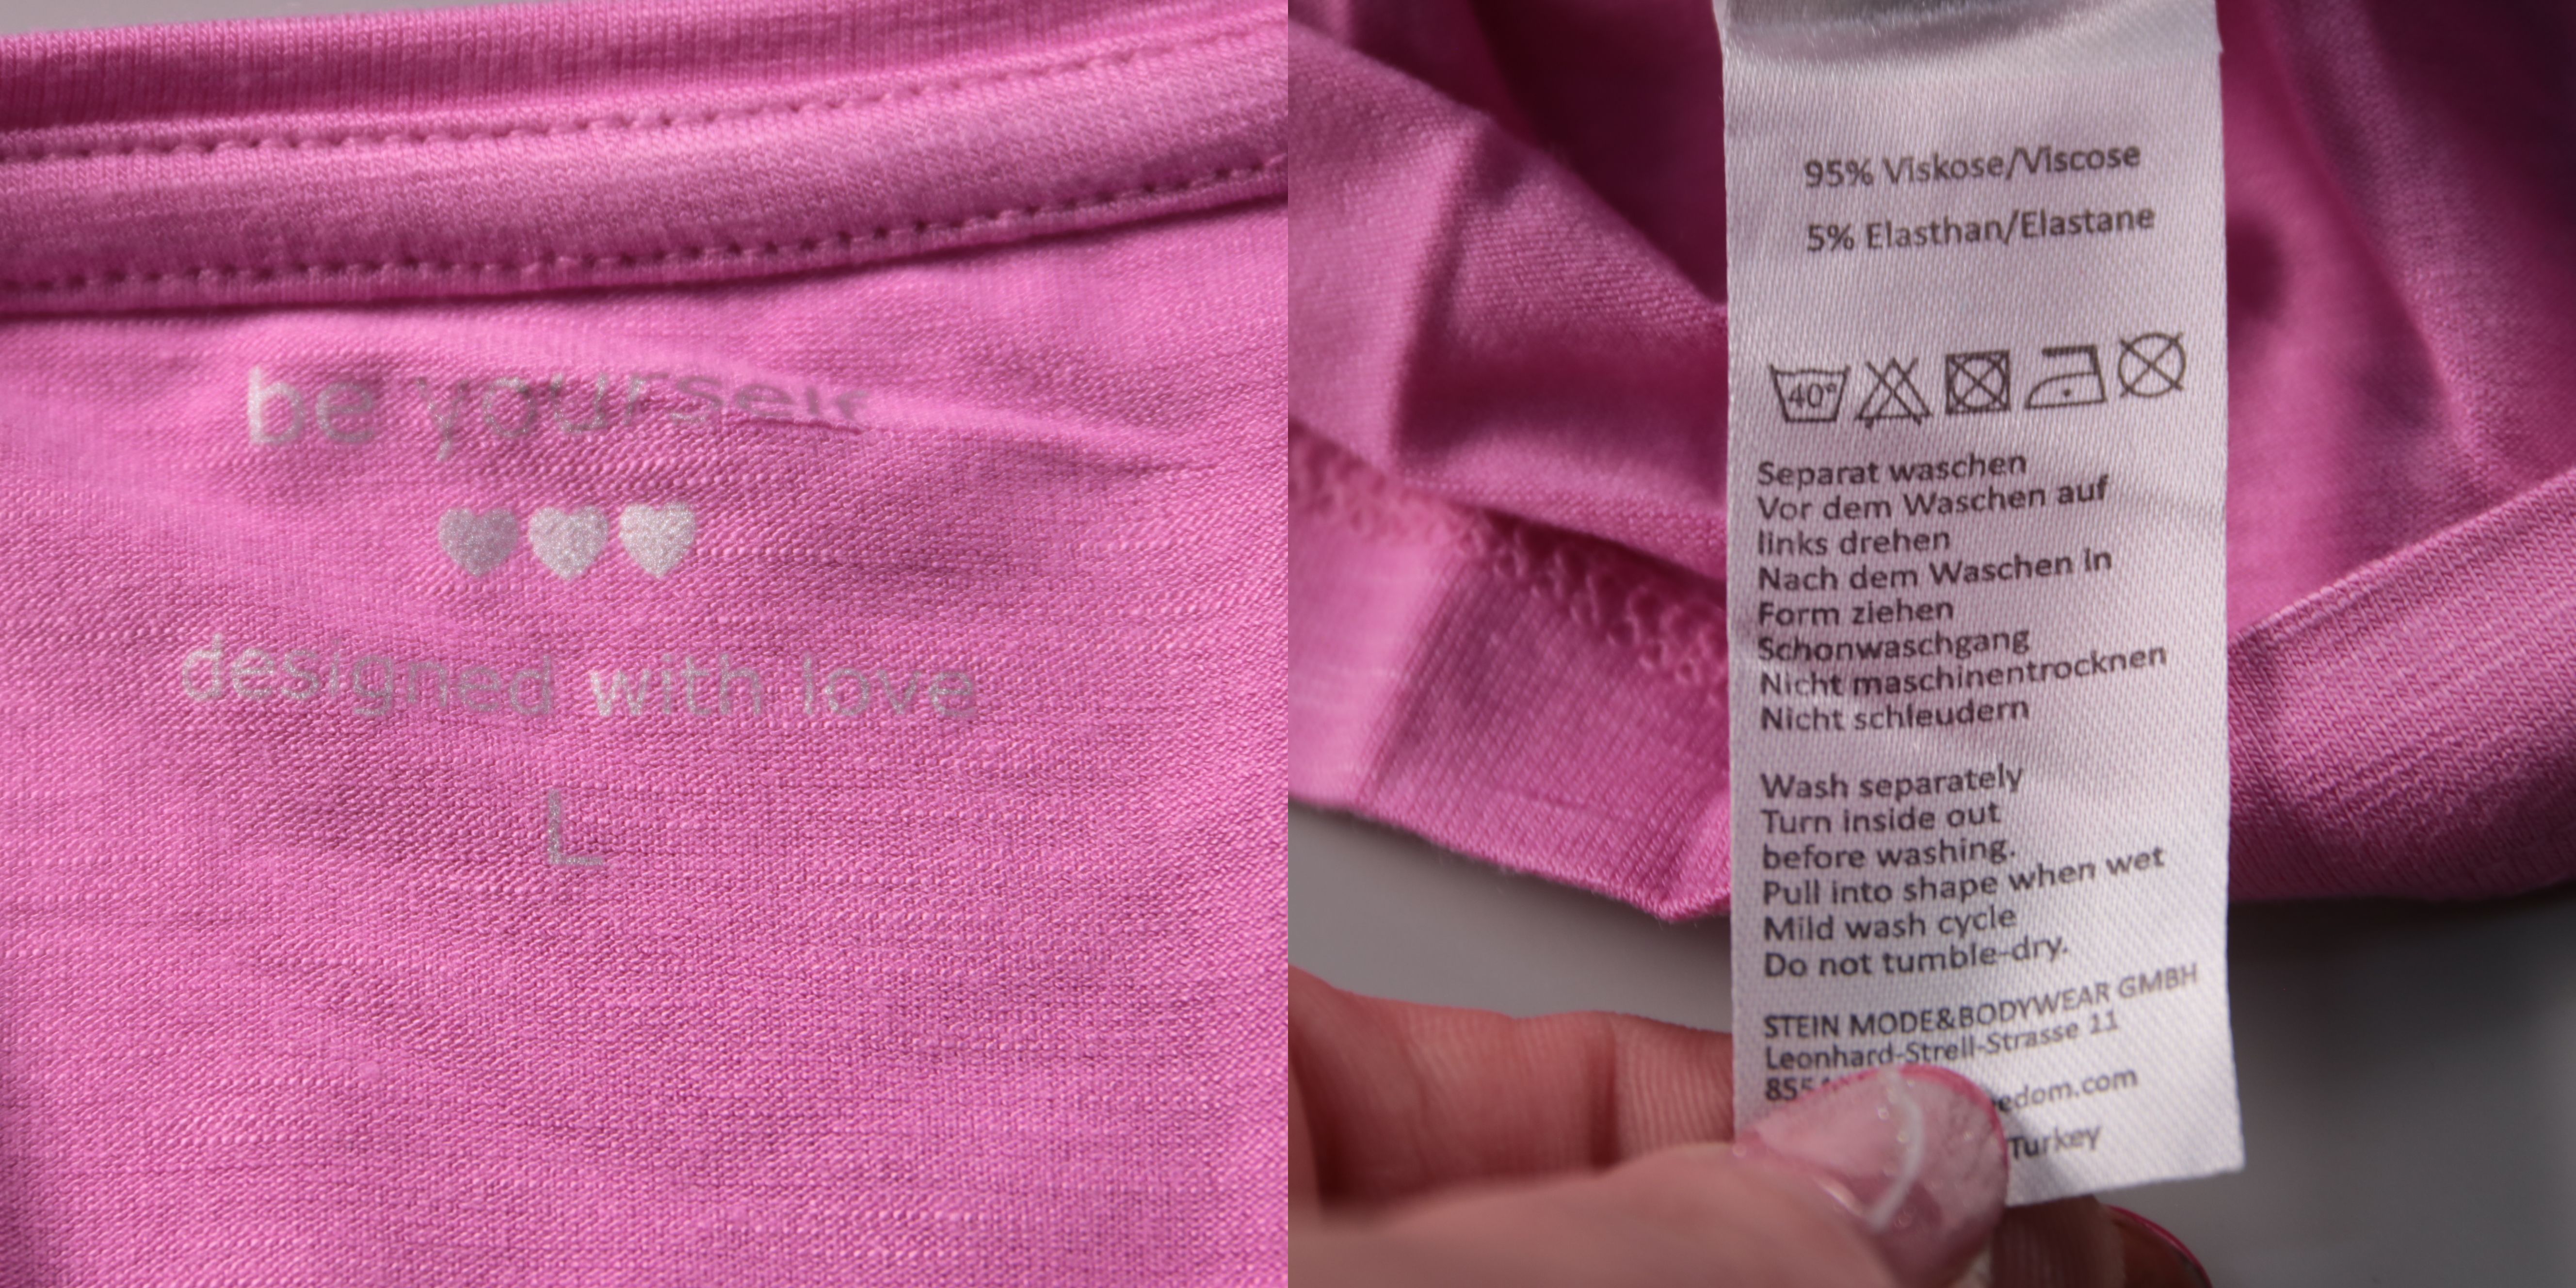 be yourself
designed with love
L
95% Viskose/Viscose
5% Elasthan/Elastane
40°
Separat waschen
Vor dem Waschen auf
links drehen
Nach dem Waschen in
Form ziehen
Schonwaschgang
Nicht maschinentrocknen
Nicht schleudern
Wash separately
Turn inside out
before washing.
Pull into shape when wet
Mild wash cycle
Do not tumble-dry.
STEIN MODE&BODYWEAR GMBH
Leonhard-Strell-Strasse 11
Turkey